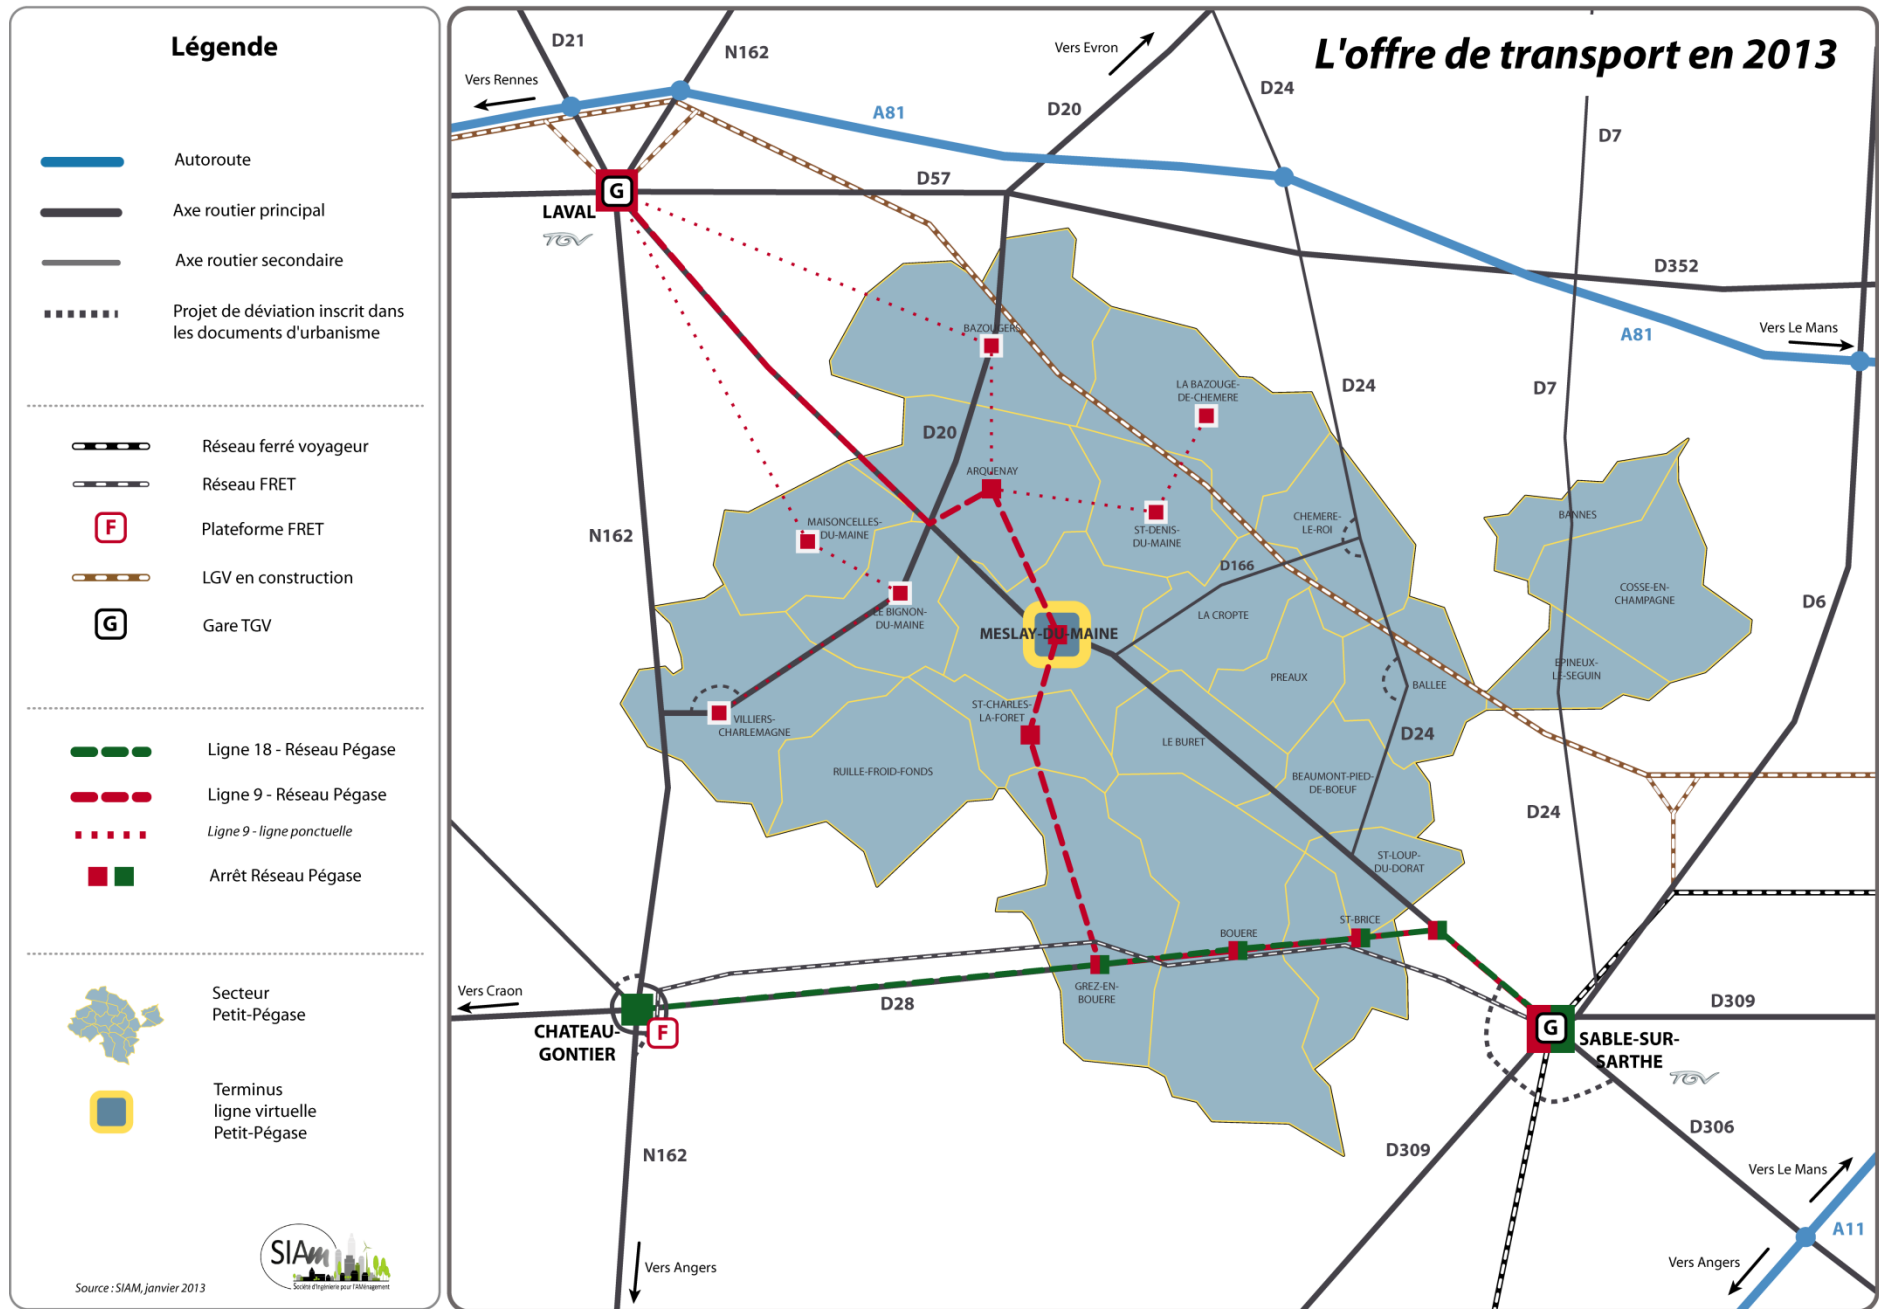 Légende
Autoroute
Axe routier principal
Axe routier secondaire
Projet de déviation inscrit dans
les documents d'urbanisme
Réseau ferré voyageur
Réseau FRET
F
Plateforme FRET
LGV en construction
G
Gare TGV
Ligne 18 - Réseau Pégase
Ligne 9 - Réseau Pégase
Ligne 9 - ligne ponctuelle
Arrêt Réseau Pégase
Secteur
Petit-Pégase
Terminus
ligne virtuelle
Petit-Pégase
SIAm
Société d'Ingénierie pour l'AMénagement
Source : SIAM, janvier 2013
L'offre de transport en 2013
D21
N162
Vers Evron
Vers Rennes
D24
D20
A81
D7
D57
G
LAVAL
TGV
D352
Vers Le Mans
A81
BAZOUGERS
LA BAZOUGE-
DE-CHEMERE
D24
D7
D20
ARQUENAY
MAISONCELLES-
DU-MAINE
N162
ST-DENIS-
DU-MAINE
CHEMERE-
LE-ROI
BANNES
D166
COSSE-EN-
CHAMPAGNE
D6
LE BIGNON-
DU-MAINE
LA CROPTE
MESLAY-DU-MAINE
EPINEUX-
LE-SEGUIN
PREAUX
BALLEE
VILLIERS-
CHARLEMAGNE
ST-CHARLES-
LA-FORET
LE BURET
D24
RUILLE-FROID-FONDS
BEAUMONT-PIED-
DE-BOEUF
D24
ST-LOUP-
DU-DORAT
ST-BRICE
BOUERE
GREZ-EN-
BOUERE
Vers Craon
D28
D309
CHATEAU-
GONTIER
F
G
SABLE-SUR-
SARTHE
TGV
D306
D309
N162
Vers Le Mans
A11
Vers Angers
Vers Angers